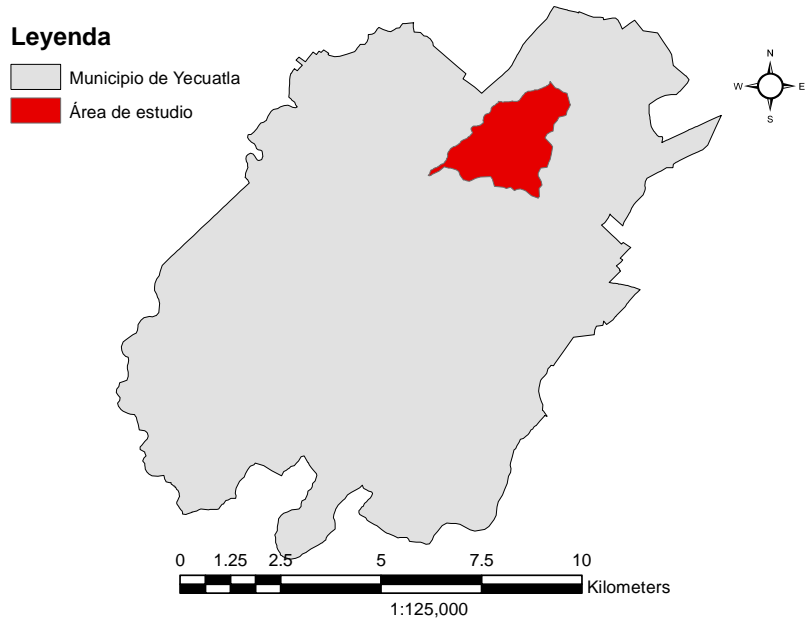 Leyenda
Municipio de Yecuatla
Área de estudio
N
W E
S
0 1.25 2.5 5 7.5 10
Kilometers
1:125,000